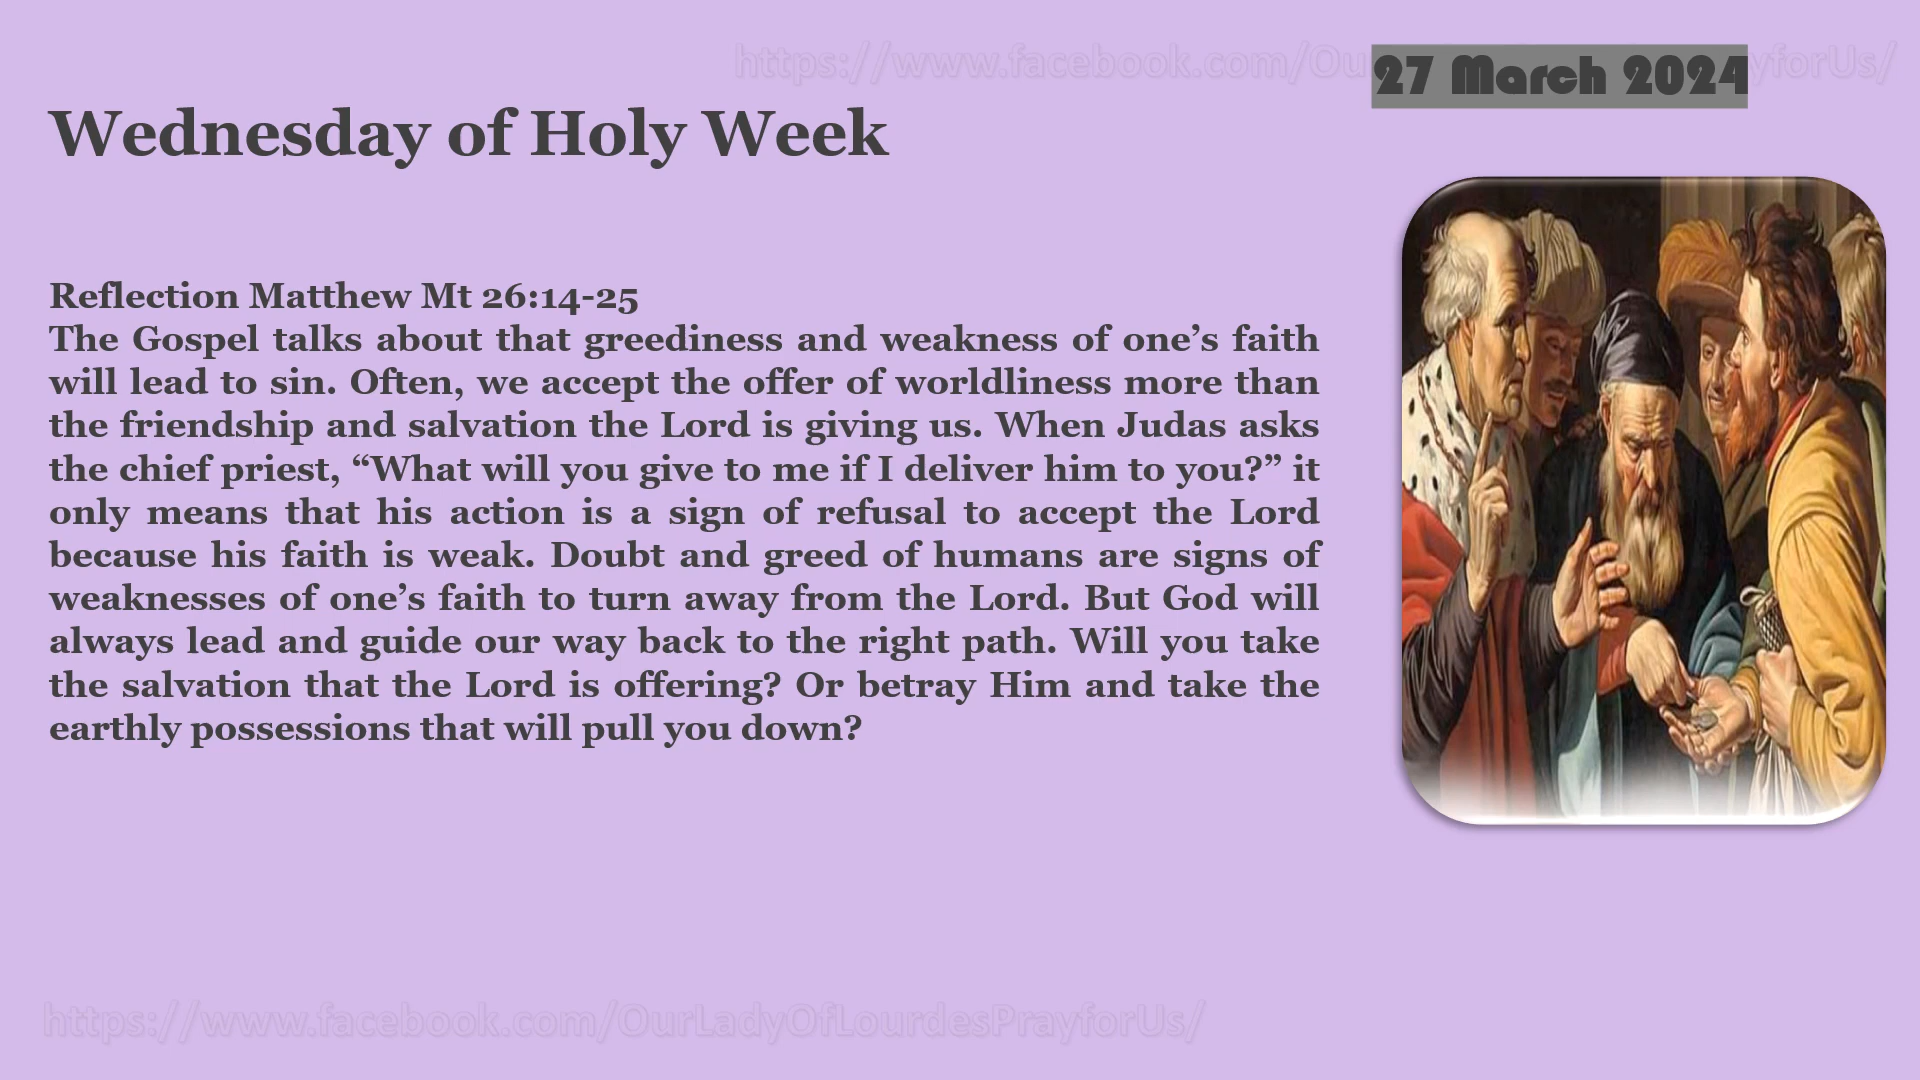 https://www.facebook.com/Ou yforUs/
27 March 2024
Wednesday of Holy Week
Reflection Matthew Mt 26:14-25
The Gospel talks about that greediness and weakness of one’s faith
will lead to sin. Often, we accept the offer of worldliness more than
the friendship and salvation the Lord is giving us. When Judas asks
the chief priest, “What will you give to me if I deliver him to you?” it
only means that his action is a sign of refusal to accept the Lord
because his faith is weak. Doubt and greed of humans are signs of
weaknesses of one’s faith to turn away from the Lord. But God will
always lead and guide our way back to the right path. Will you take
the salvation that the Lord is offering? Or betray Him and take the
earthly possessions that will pull you down?
https://www.facebook.com/OurLadyOfLourdesPrayforUs/